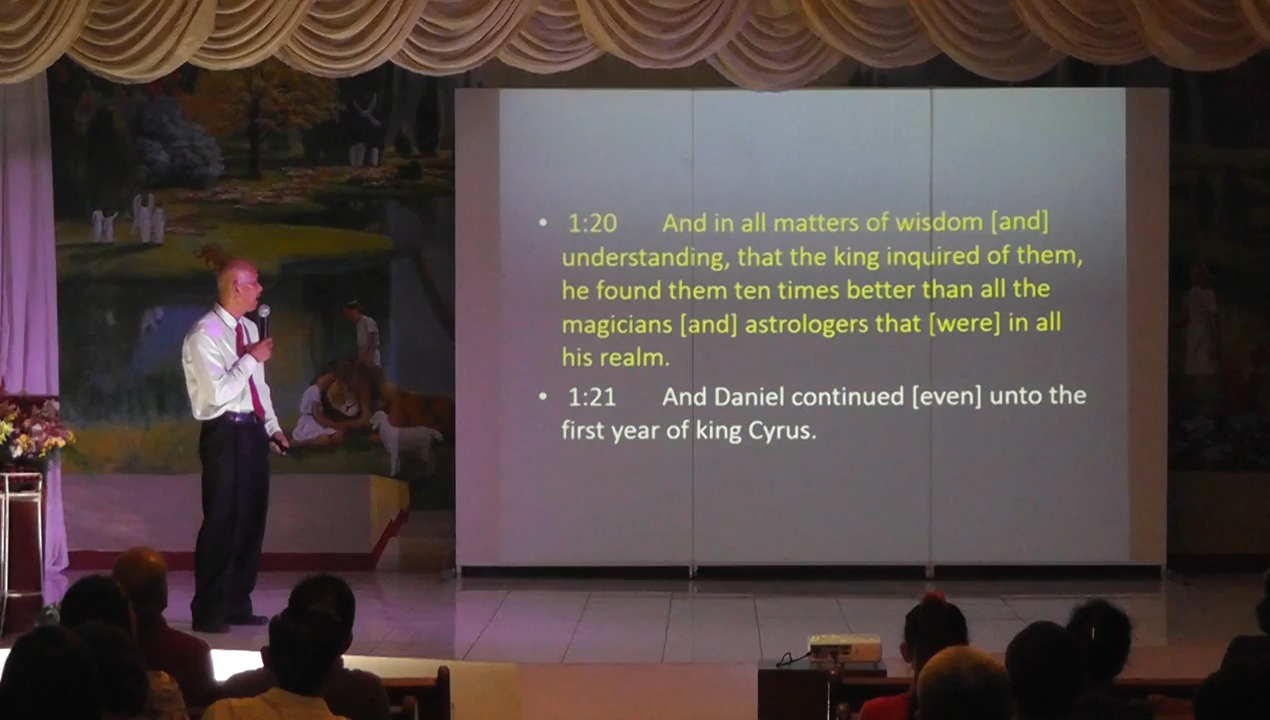 • 1:20 And in all matters of wisdom [and]
understanding, that the king inquired of them,
he found them ten times better than all the
magicians [and] astrologers that [were] in all
his realm.
• 1:21 And Daniel continued [even] unto the
first year of king Cyrus.